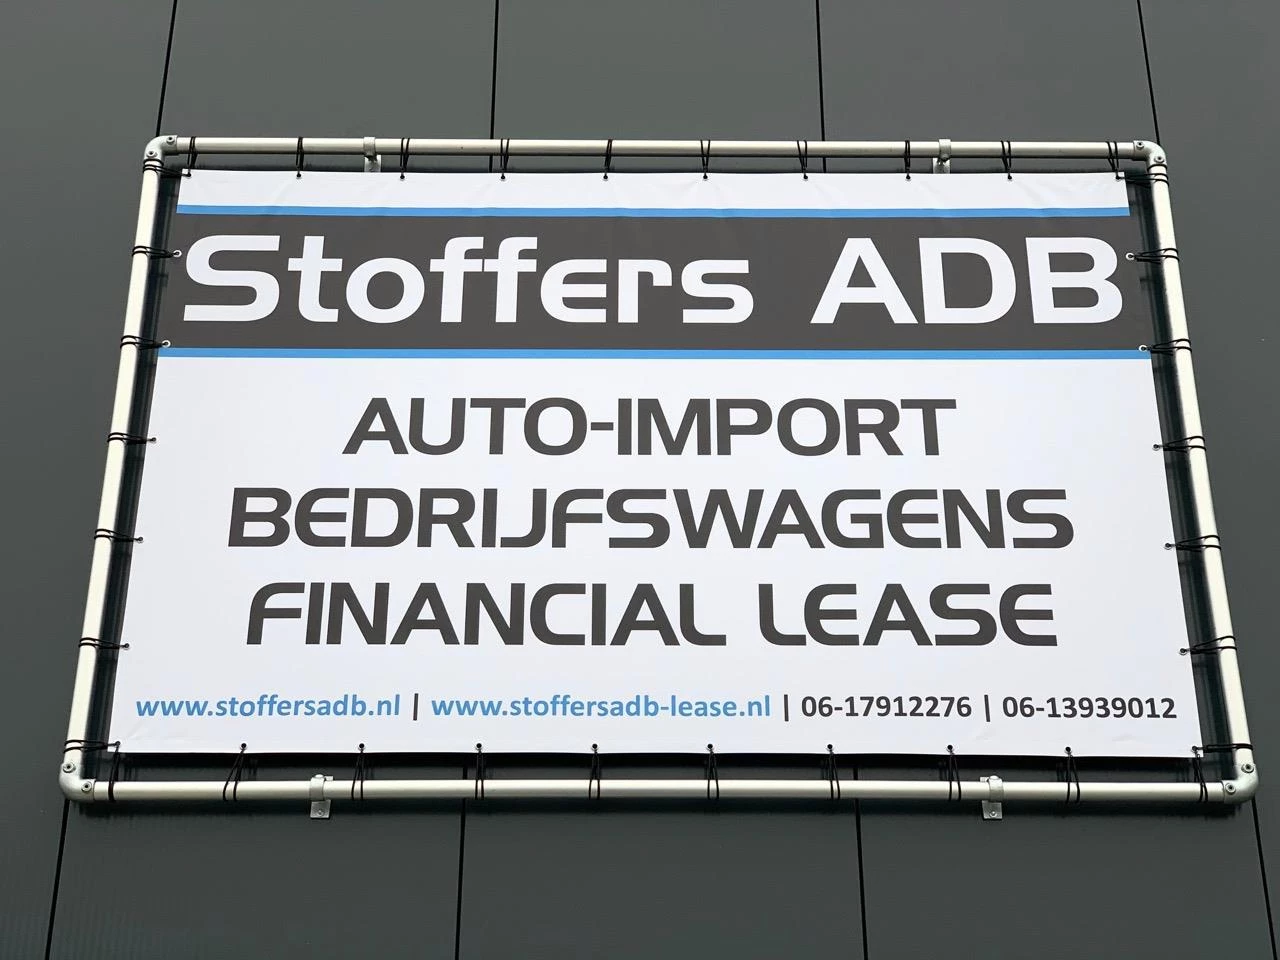 Stoffers ADB
AUTO-IMPORT
BEDRIJFSWAGENS
FINANCIAL LEASE
www.stoffersadb.nl | www.stoffersadb-lease.nl | 06-17912276 | 06-13939012